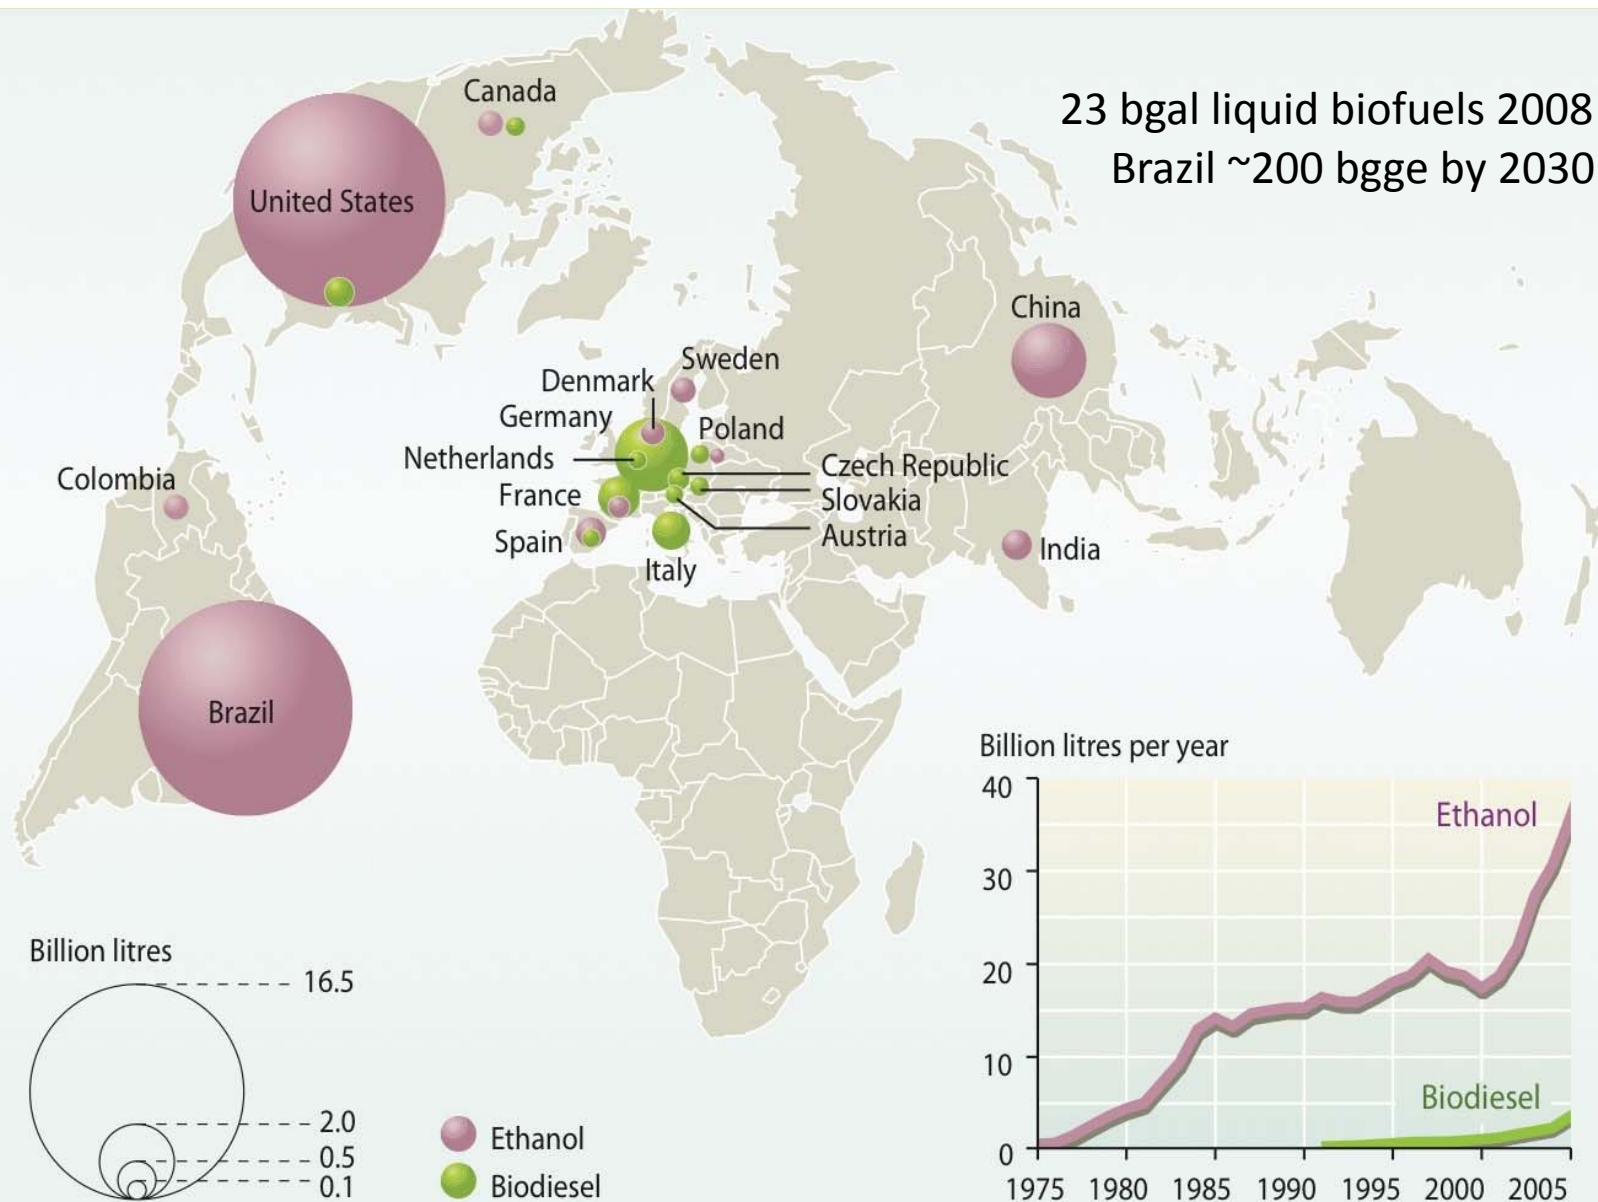 23 bgal liquid biofuels 2008
Brazil ~200 bgge by 2030
Canada
United States
China
Sweden
Denmark
Germany
Poland
Netherlands
Czech Republic
Colombia
France
Slovakia
Spain
Austria
Italy
India
Brazil
Billion litres per year
40
30
20
10
0
Ethanol
Biodiesel
1975 1980 1985 1990 1995 2000 2005
Billion litres
16.5
2.0
0.5
0.1
Ethanol
Biodiesel